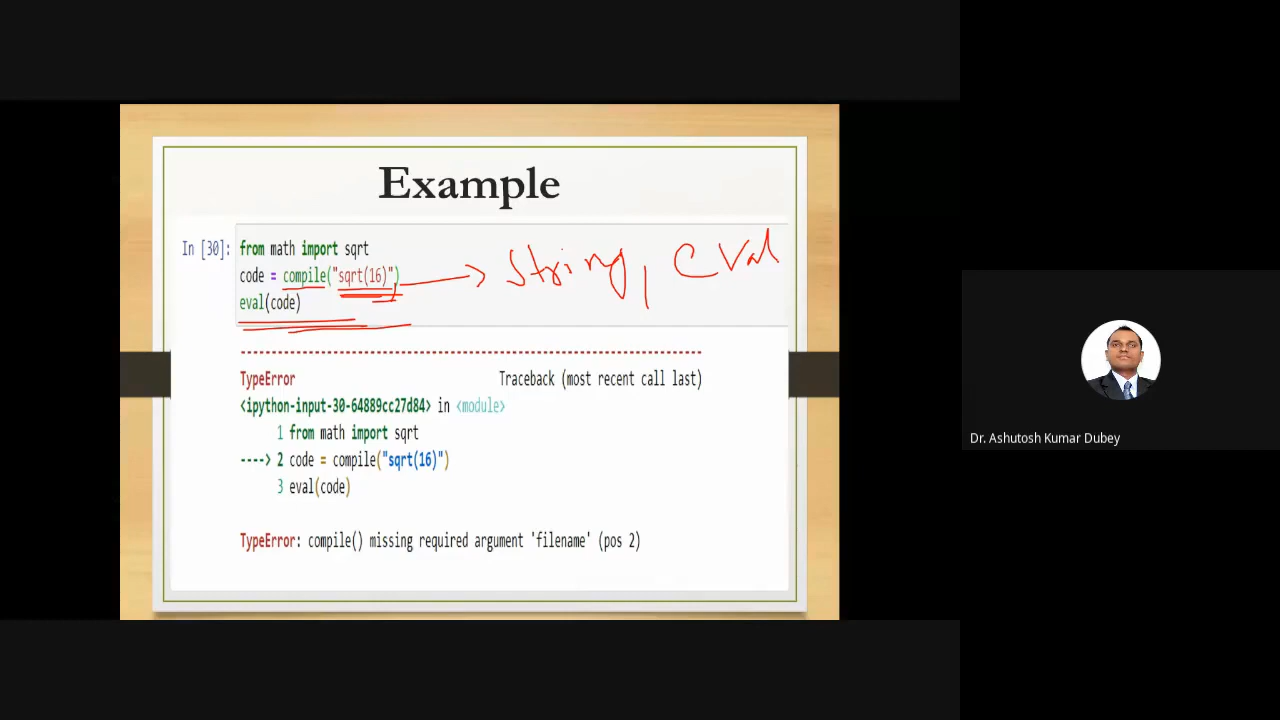 Example
In [30]: from math import sqrt
code = compile("sqrt(16)")
eval(code)
String, eval
TypeError Traceback (most recent call last)
<ipython-input-30-64889cc27d84> in <module>
1 from math import sqrt
----> 2 code = compile("sqrt(16)")
3 eval(code)
TypeError: compile() missing required argument 'filename' (pos 2)
Dr. Ashutosh Kumar Dubey